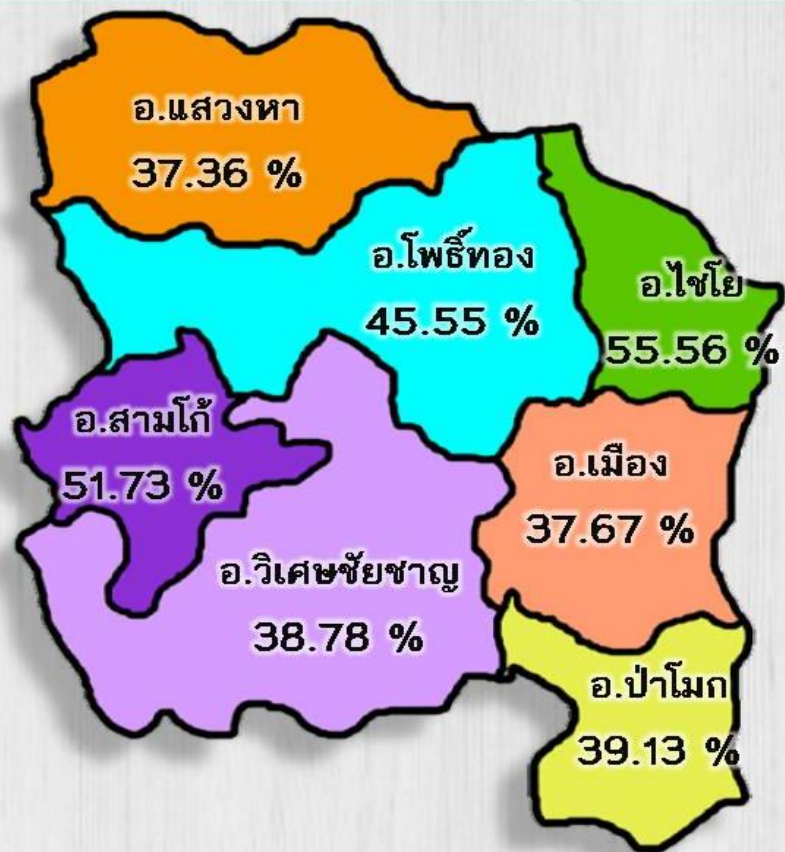 อ.แสวงหา
37.36 %
อ.โพธิ์ทอง
45.55 %
อ.ไชโย
55.56 %
อ.สามโก้
51.73 %
อ.เมือง
37.67 %
อ.วิเศษชัยชาญ
38.78 %
อ.ป่าโมก
39.13 %